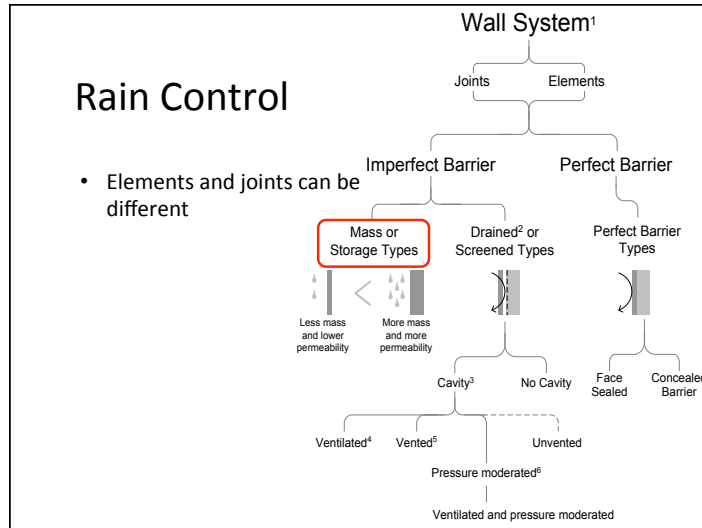 Wall System¹
Rain Control
Joints
Elements
• Elements and joints can be
different
Imperfect Barrier
Perfect Barrier
Mass or
Storage Types
Drained² or
Screened Types
Perfect Barrier
Types
<
Less mass
and lower
permeability
More mass
and more
permeability
Cavity³
No Cavity
Face
Sealed
Concealed
Barrier
Ventilated⁴
Vented⁵
Unvented
Pressure moderated⁶
Ventilated and pressure moderated